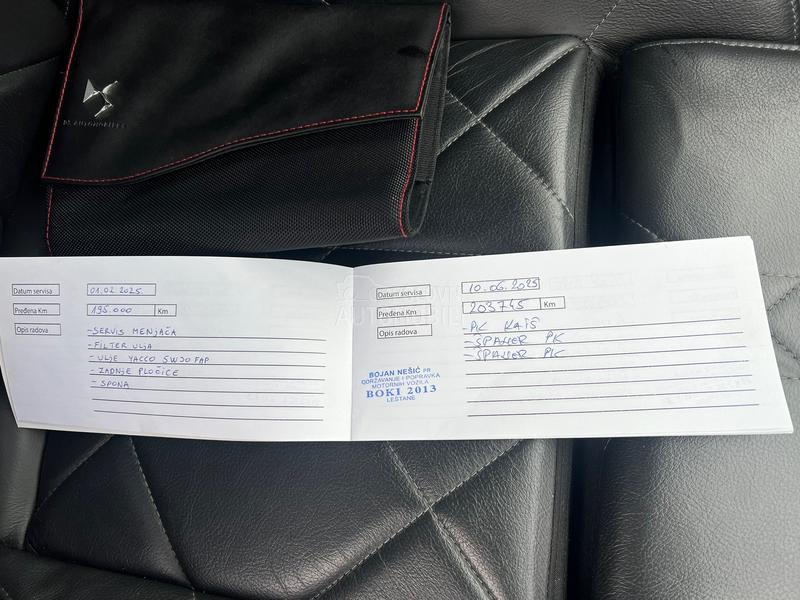 DS AUTOMOBILES
Datum servisa 01.02.2025.
Pređena Km 195.000 Km
Opis radova
-SERVIS MENJAČA
-FILTER ULJA
-ULJE YACCO 5W30 FAP
-ZADNJE PLOČICE
-SPONA
Datum servisa 10.06.2025
Pređena Km 203745 Km
Opis radova
-PK KAIŠ
-ŠPANER PK
-ŠPANER PK
BOJAN NEŠIĆ PR
ODRŽAVANJE I POPRAVKA
MOTORNIH VOZILA
BOKI 2013
LEŠTANE